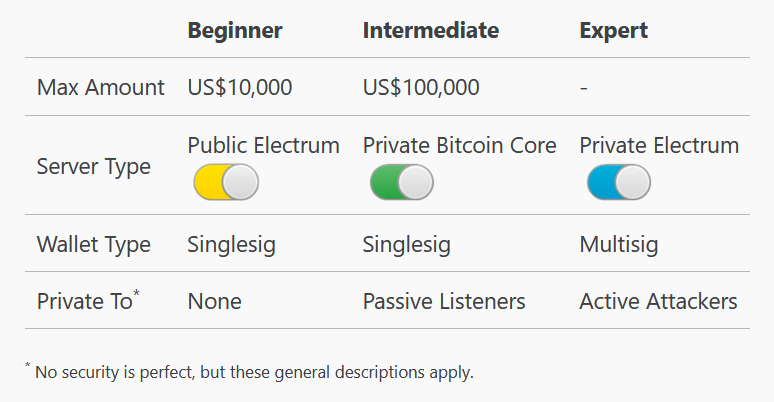 Beginner Intermediate Expert
Max Amount US$10,000 US$100,000 -
Server Type Public Electrum Private Bitcoin Core Private Electrum
Wallet Type Singlesig Singlesig Multisig
Private To* None Passive Listeners Active Attackers
* No security is perfect, but these general descriptions apply.